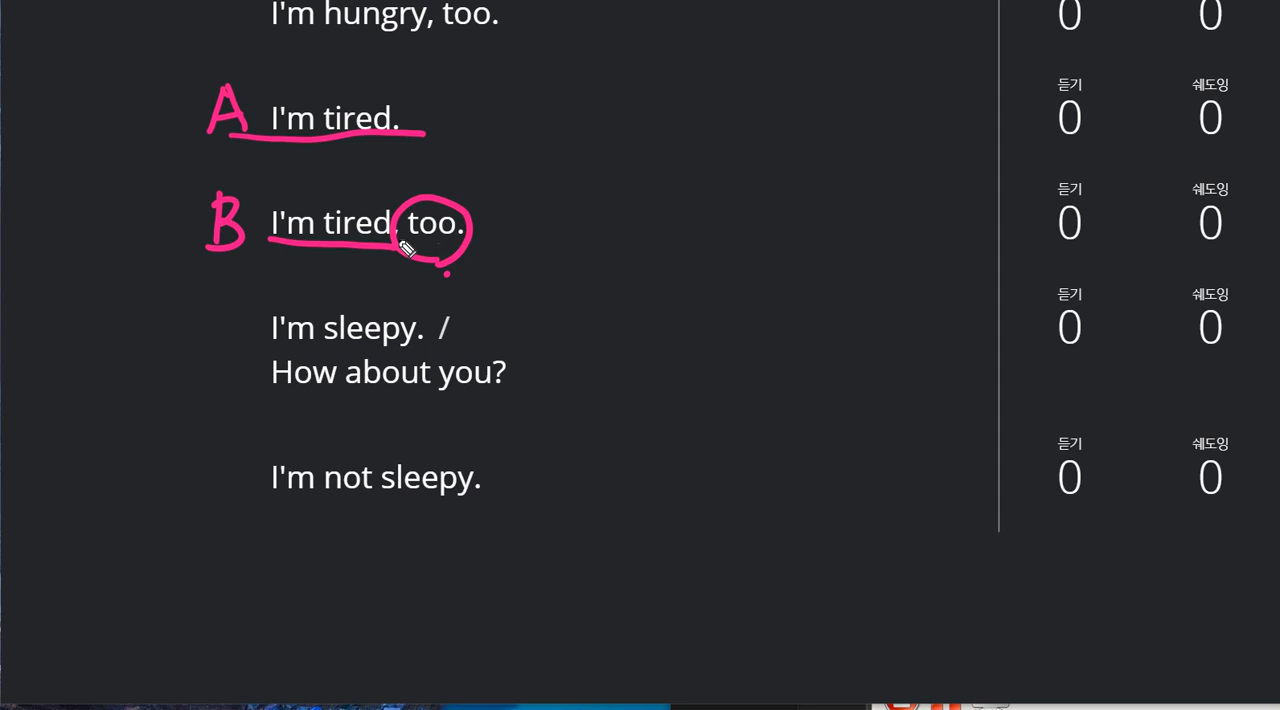 I'm hungry, too.
0 0
듣기 쉐도잉
A I'm tired. 0 0
듣기 쉐도잉
B I'm tired, too. 0 0
듣기 쉐도잉
I'm sleepy. / 0 0
How about you?
듣기 쉐도잉
I'm not sleepy. 0 0